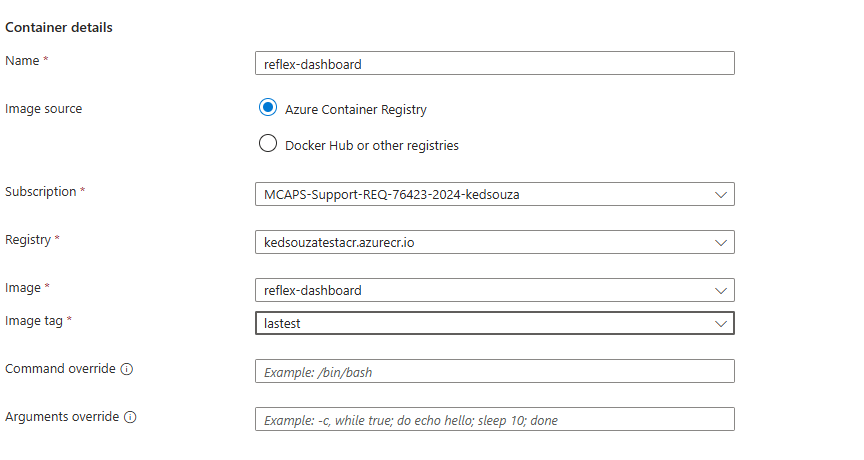 Container details
Name * reflex-dashboard
Image source Azure Container Registry
Docker Hub or other registries
Subscription * MCAPS-Support-REQ-76423-2024-kedsouza
Registry * kedsouzatestacr.azurecr.io
Image * reflex-dashboard
Image tag * lastest
Command override Example: /bin/bash
Arguments override Example: -c, while true; do echo hello; sleep 10; done